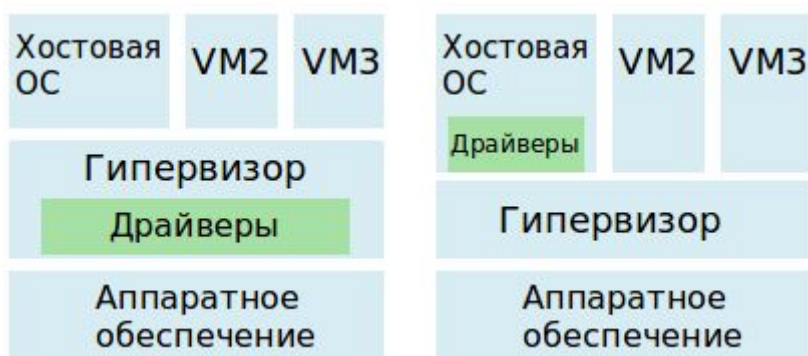 Хостовая
ОС
VM2
VM3
Гипервизор
Драйверы
Аппаратное
обеспечение
Хостовая
ОС
Драйверы
VM2
VM3
Гипервизор
Аппаратное
обеспечение